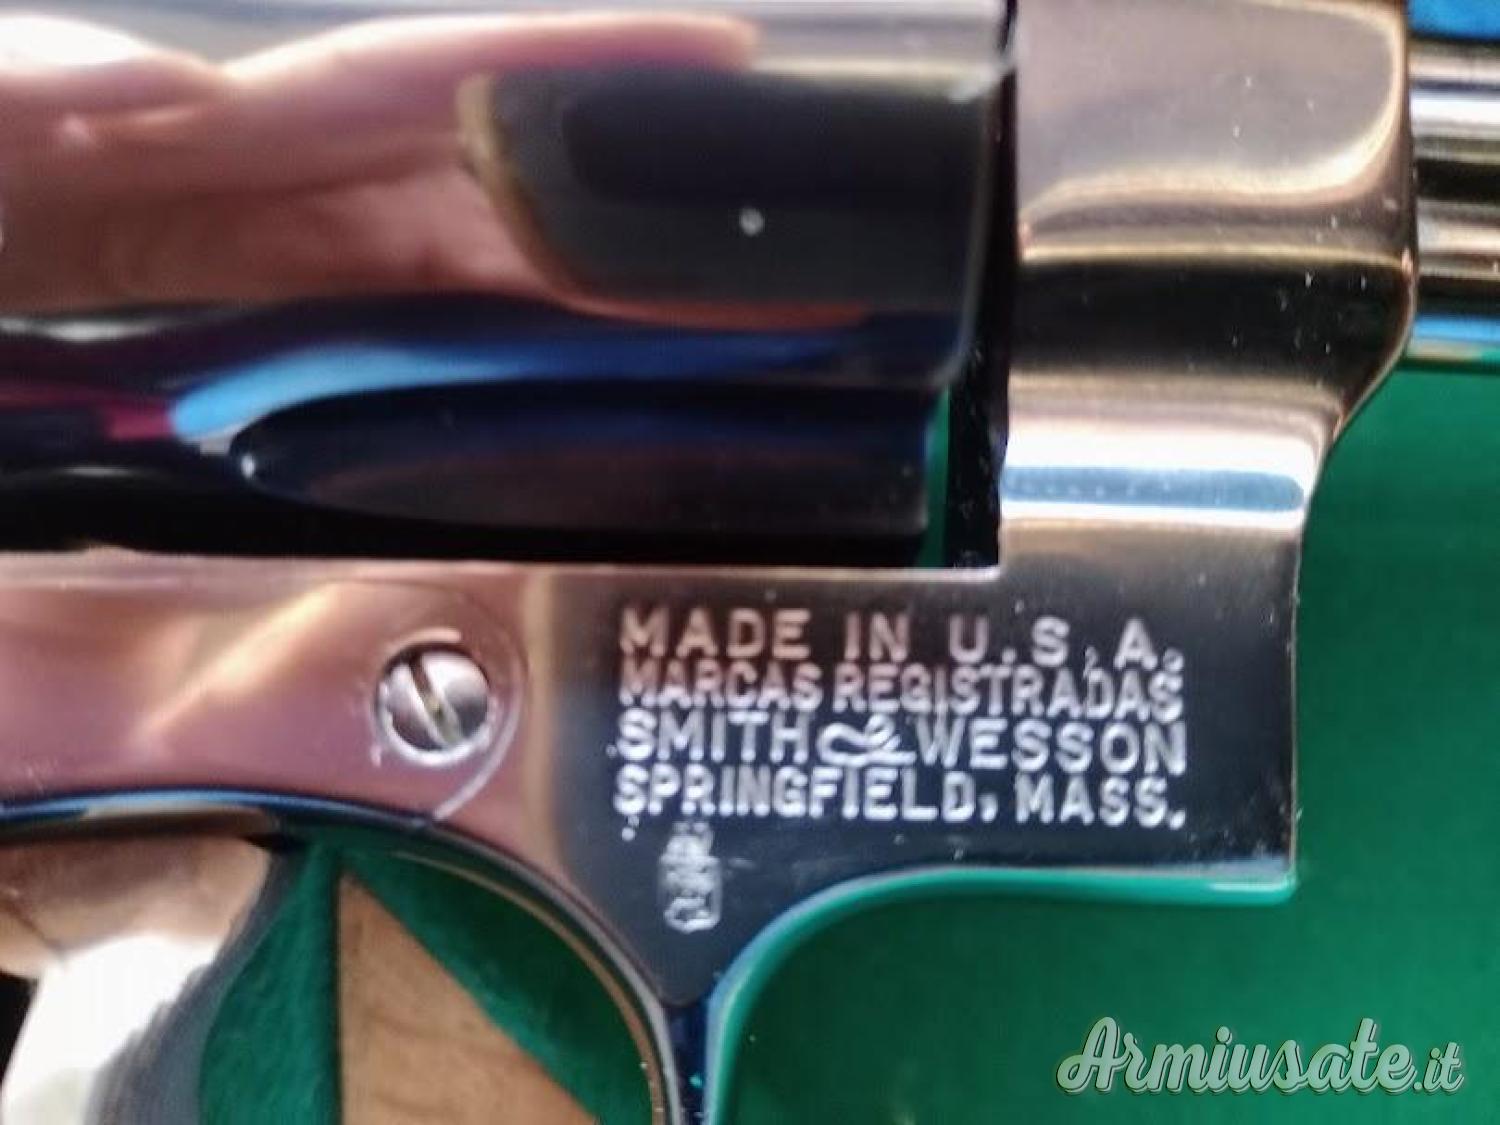 MADE IN U.S.A.
MARCAS REGISTRADAS
SMITH & WESSON
SPRINGFIELD, MASS.
Armiusate.it